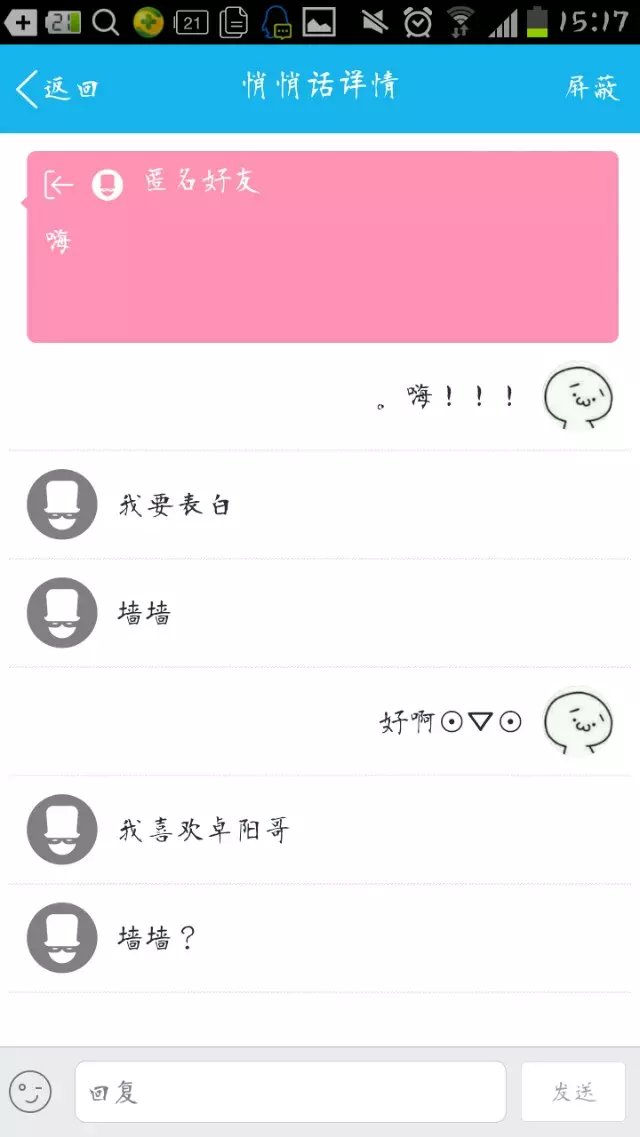 21
21
15:17
返回
悄悄话详情
屏蔽
匿名好友
嗨
。嗨！！！
我要表白
墙墙
好啊⊙▽⊙
我喜欢卓阳哥
墙墙？
回复
发送